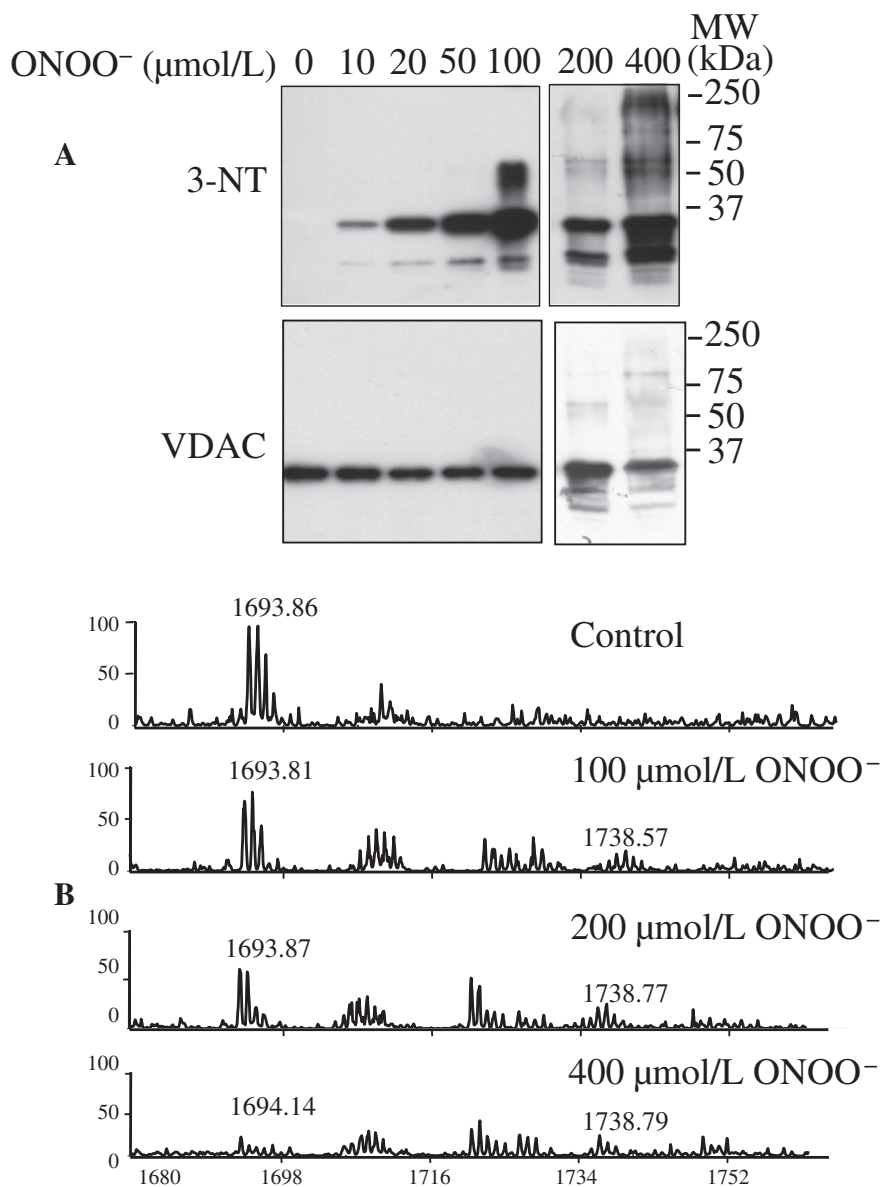 MW
ONOO⁻ (µmol/L) 0 10 20 50 100 200 400 (kDa)
A
3-NT
-250
-75
-50
-37
VDAC
-250
-75
-50
-37
B
1693.86
Control
100
50
0
1693.81
100 µmol/L ONOO⁻
1738.57
100
50
0
1693.87
200 µmol/L ONOO⁻
1738.77
100
50
0
1694.14
400 µmol/L ONOO⁻
1738.79
100
50
0
1680 1698 1716 1734 1752